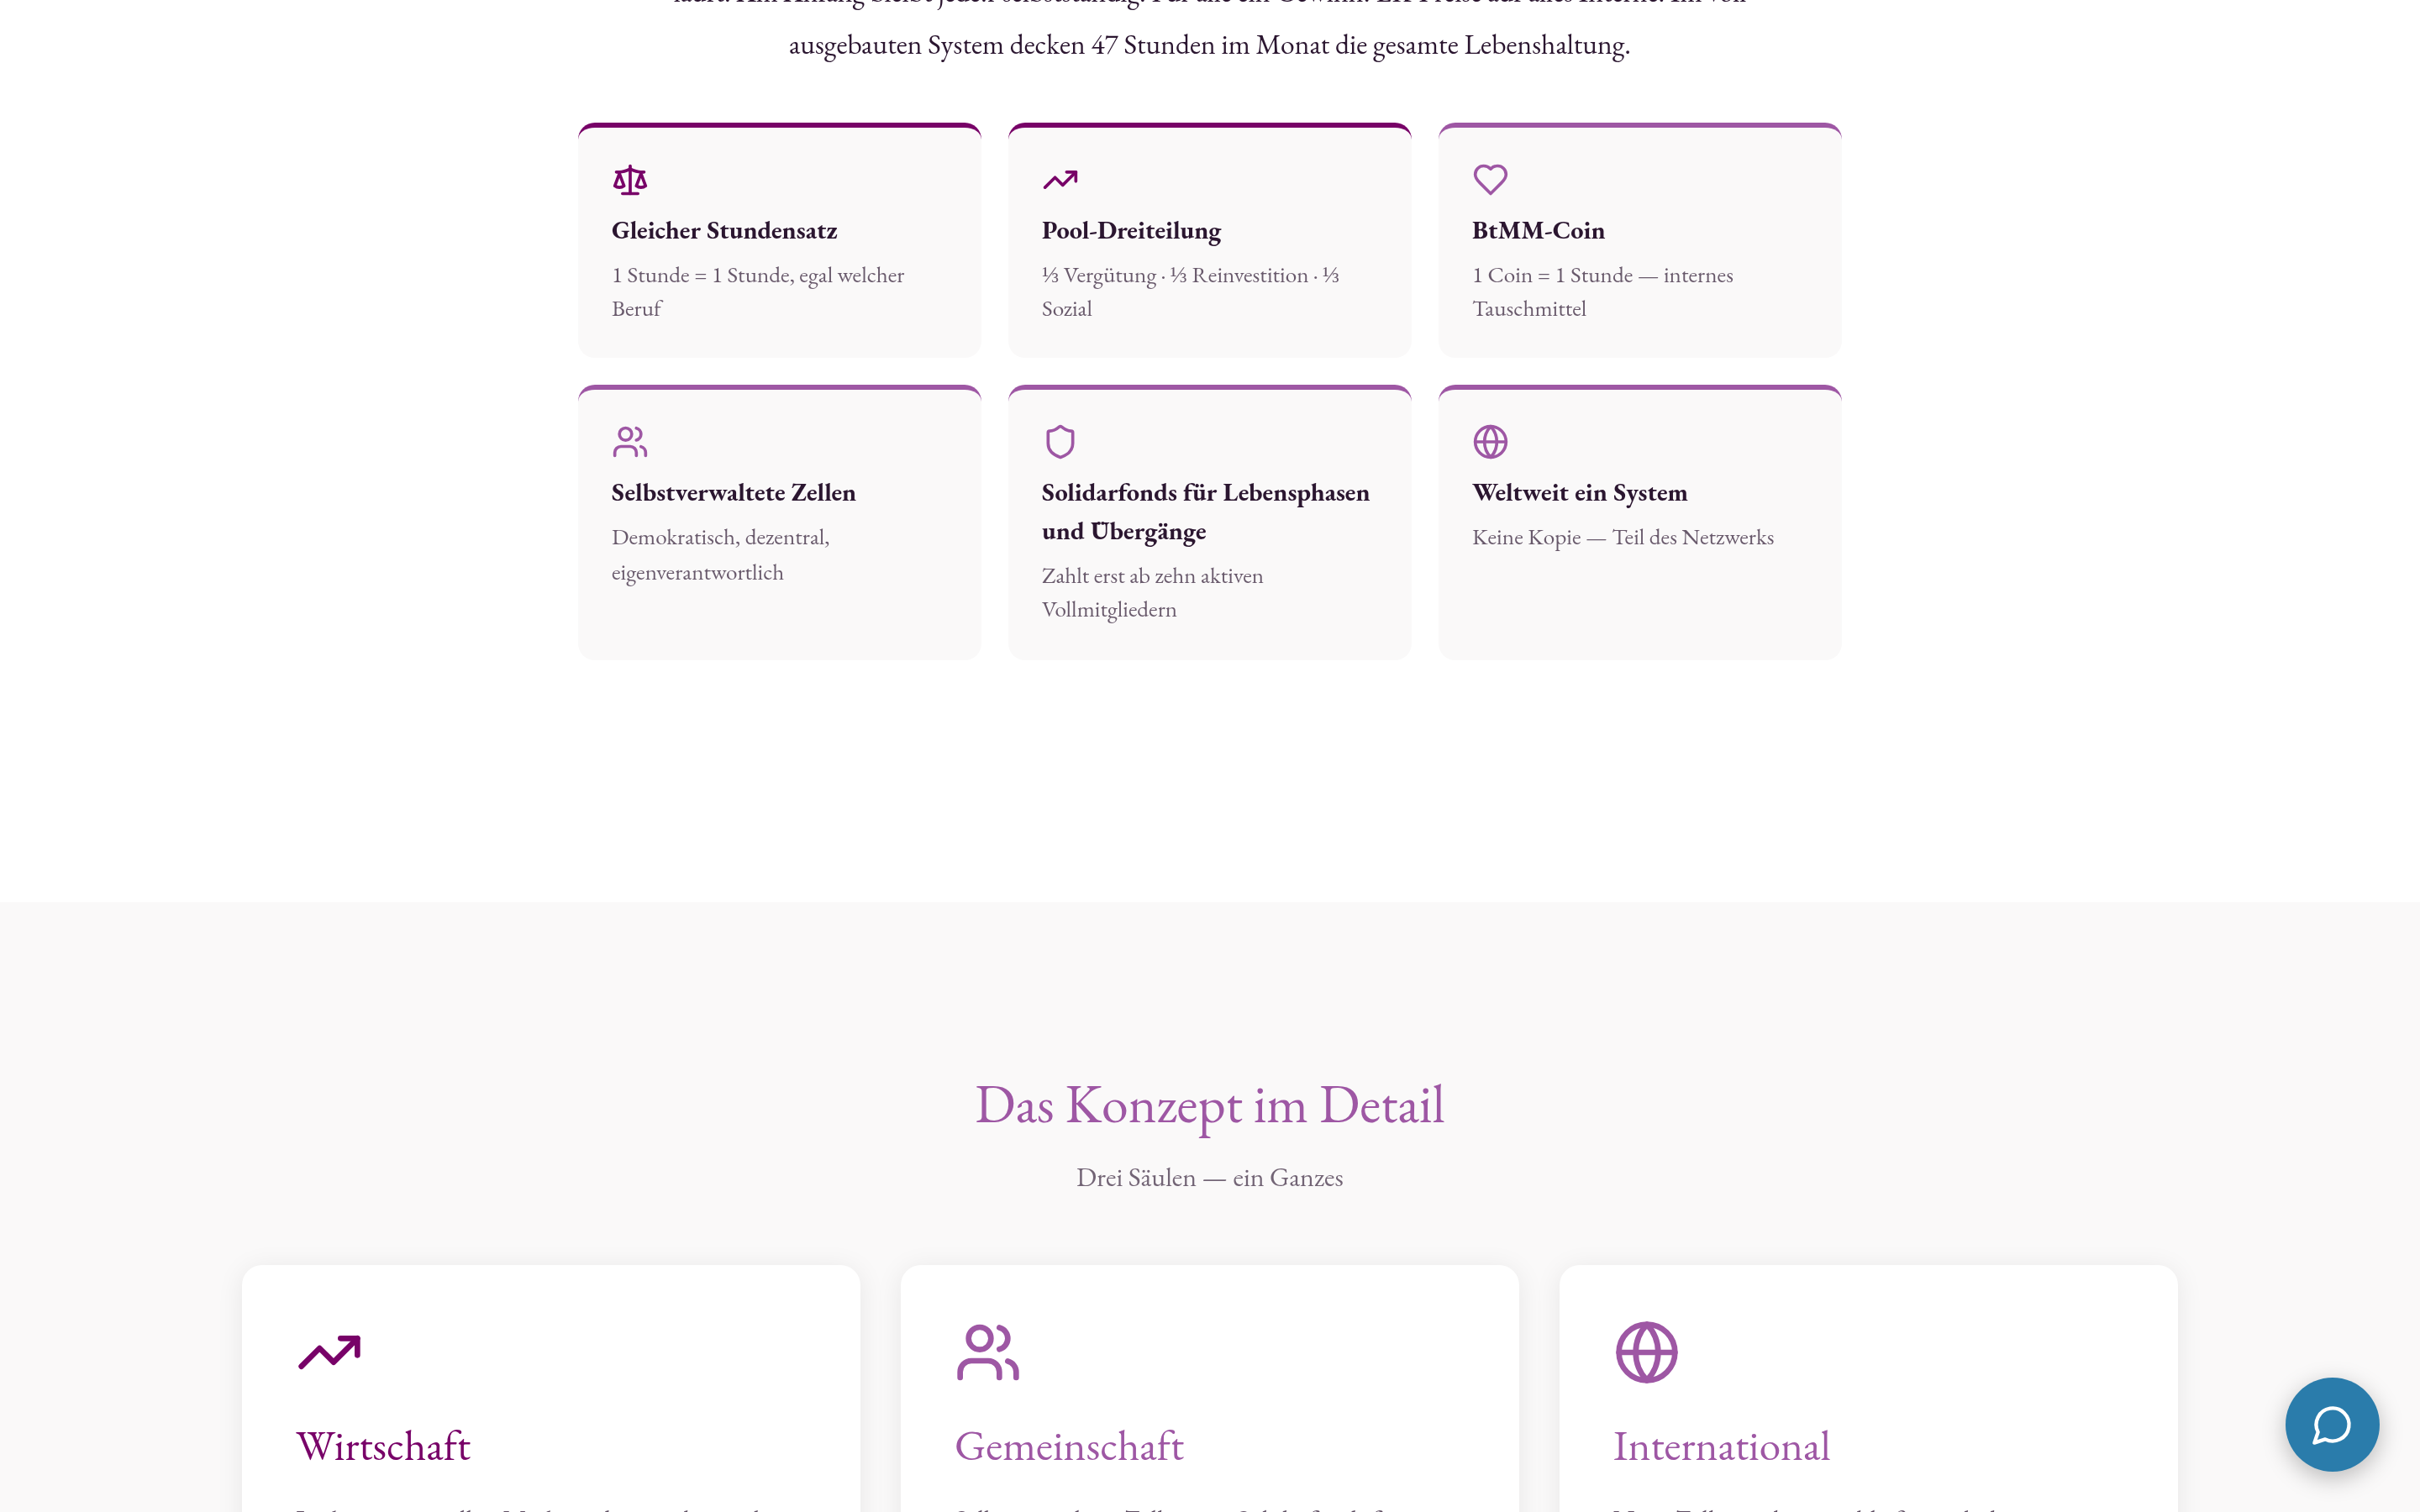 ausgebauten System decken 47 Stunden im Monat die gesamte Lebenshaltung.
Gleicher Stundensatz
1 Stunde = 1 Stunde, egal welcher
Beruf
Pool-Dreiteilung
⅓ Vergütung · ⅓ Reinvestition · ⅓
Sozial
BtMM-Coin
1 Coin = 1 Stunde — internes
Tauschmittel
Selbstverwaltete Zellen
Demokratisch, dezentral,
eigenverantwortlich
Solidarfonds für Lebensphasen
und Übergänge
Zahlt erst ab zehn aktiven
Vollmitgliedern
Weltweit ein System
Keine Kopie — Teil des Netzwerks
Das Konzept im Detail
Drei Säulen — ein Ganzes
Wirtschaft
Gemeinschaft
International